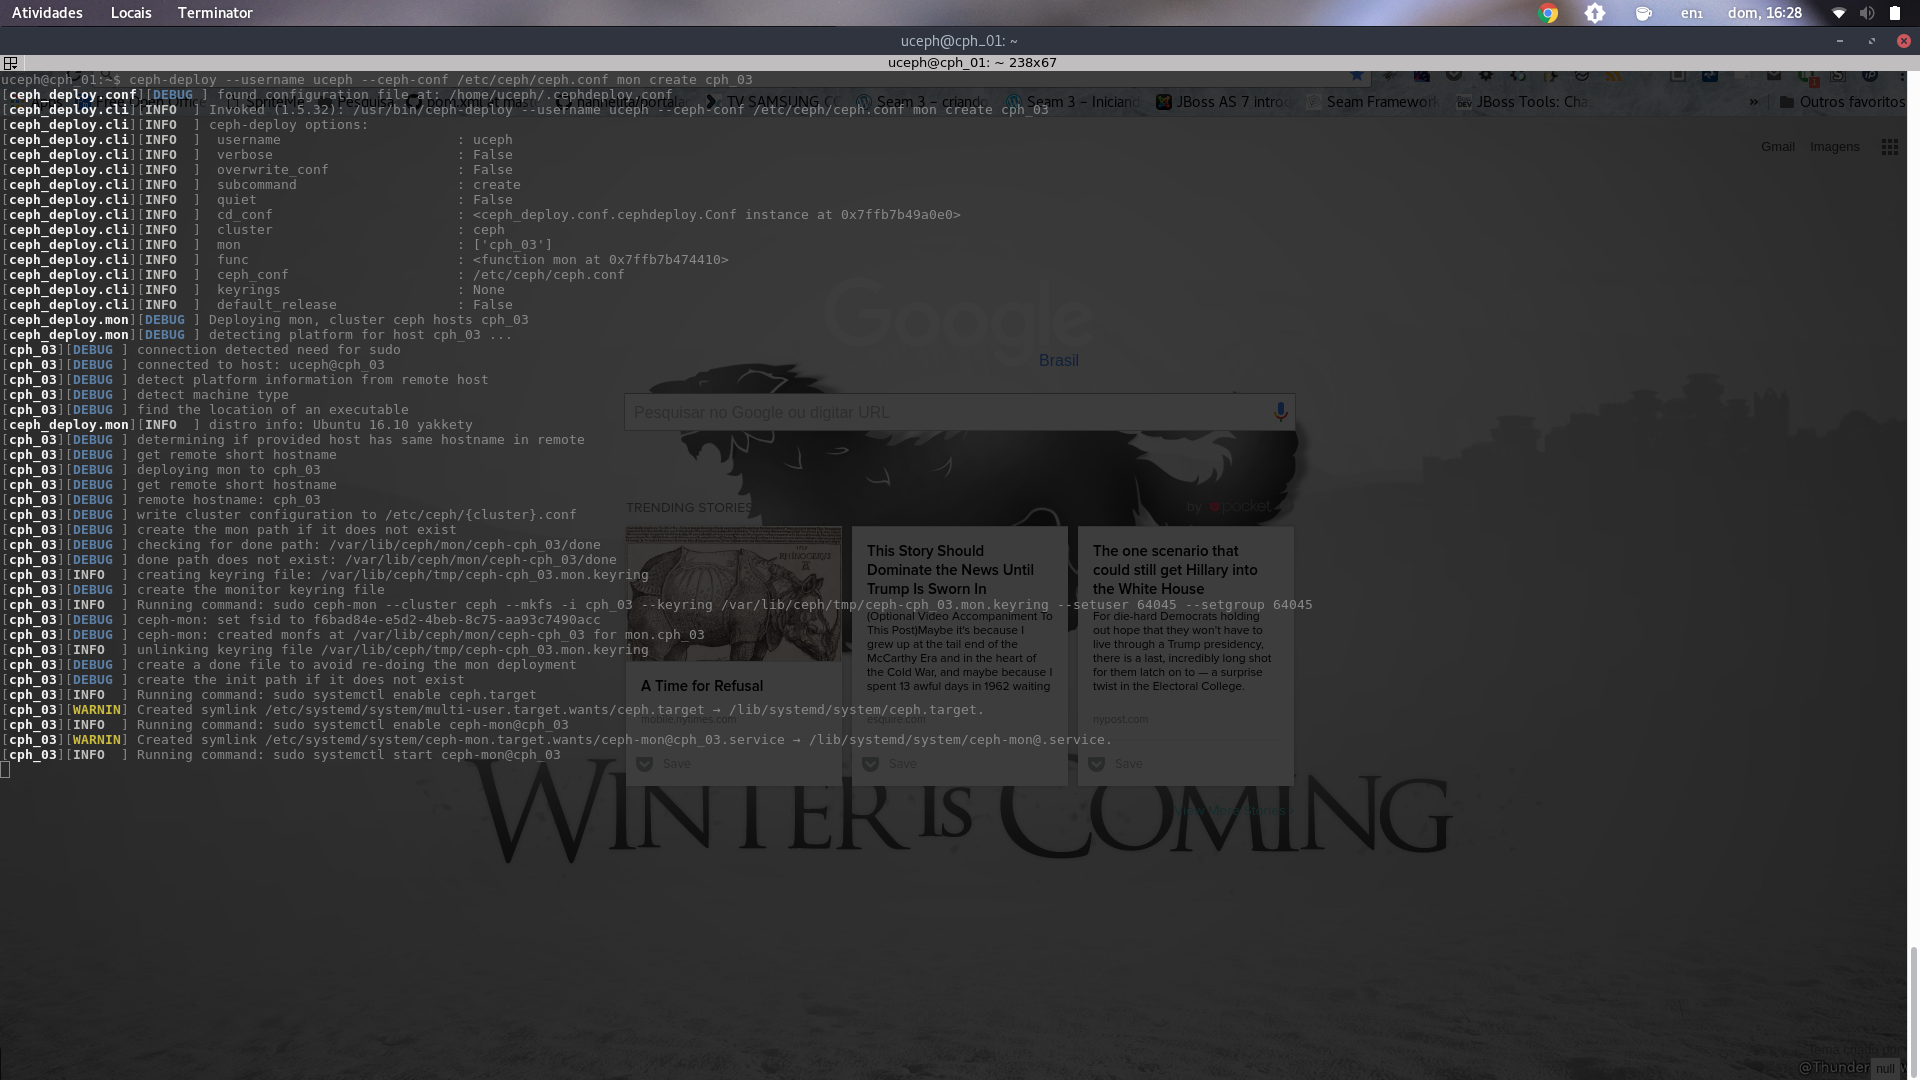 Atividades Locais Terminator
en₁ dom, 16:28
uceph@cph_01: ~
uceph@cph_01: ~ 238x67
uceph@cph_01:~$ ceph-deploy --username uceph --ceph-conf /etc/ceph/ceph.conf mon create cph_03
[ceph_deploy.conf][DEBUG ] found configuration file at: /home/uceph/.cephdeploy.conf
[ceph_deploy.cli][INFO  ] Invoked (1.5.32): /usr/bin/ceph-deploy --username uceph --ceph-conf /etc/ceph/ceph.conf mon create cph_03
[ceph_deploy.cli][INFO  ] ceph-deploy options:
[ceph_deploy.cli][INFO  ]  username                      : uceph
[ceph_deploy.cli][INFO  ]  verbose                       : False
[ceph_deploy.cli][INFO  ]  overwrite_conf                : False
[ceph_deploy.cli][INFO  ]  subcommand                    : create
[ceph_deploy.cli][INFO  ]  quiet                         : False
[ceph_deploy.cli][INFO  ]  cd_conf                       : <ceph_deploy.conf.cephdeploy.Conf instance at 0x7ffb7b49a0e0>
[ceph_deploy.cli][INFO  ]  cluster                       : ceph
[ceph_deploy.cli][INFO  ]  mon                           : ['cph_03']
[ceph_deploy.cli][INFO  ]  func                          : <function mon at 0x7ffb7b474410>
[ceph_deploy.cli][INFO  ]  ceph_conf                     : /etc/ceph/ceph.conf
[ceph_deploy.cli][INFO  ]  keyrings                      : None
[ceph_deploy.cli][INFO  ]  default_release               : False
[ceph_deploy.mon][DEBUG ] Deploying mon, cluster ceph hosts cph_03
[ceph_deploy.mon][DEBUG ] detecting platform for host cph_03 ...
[cph_03][DEBUG ] connection detected need for sudo
[cph_03][DEBUG ] connected to host: uceph@cph_03
[cph_03][DEBUG ] detect platform information from remote host
[cph_03][DEBUG ] detect machine type
[cph_03][DEBUG ] find the location of an executable
[ceph_deploy.mon][INFO  ] distro info: Ubuntu 16.10 yakkety
[cph_03][DEBUG ] determining if provided host has same hostname in remote
[cph_03][DEBUG ] get remote short hostname
[cph_03][DEBUG ] deploying mon to cph_03
[cph_03][DEBUG ] get remote short hostname
[cph_03][DEBUG ] remote hostname: cph_03
[cph_03][DEBUG ] write cluster configuration to /etc/ceph/{cluster}.conf
[cph_03][DEBUG ] create the mon path if it does not exist
[cph_03][DEBUG ] checking for done path: /var/lib/ceph/mon/ceph-cph_03/done
[cph_03][DEBUG ] done path does not exist: /var/lib/ceph/mon/ceph-cph_03/done
[cph_03][INFO  ] creating keyring file: /var/lib/ceph/tmp/ceph-cph_03.mon.keyring
[cph_03][DEBUG ] create the monitor keyring file
[cph_03][INFO  ] Running command: sudo ceph-mon --cluster ceph --mkfs -i cph_03 --keyring /var/lib/ceph/tmp/ceph-cph_03.mon.keyring --setuser 64045 --setgroup 64045
[cph_03][DEBUG ] ceph-mon: set fsid to f6bad84e-e5d2-4beb-8c75-aa93c7490acc
[cph_03][DEBUG ] ceph-mon: created monfs at /var/lib/ceph/mon/ceph-cph_03 for mon.cph_03
[cph_03][INFO  ] unlinking keyring file /var/lib/ceph/tmp/ceph-cph_03.mon.keyring
[cph_03][DEBUG ] create a done file to avoid re-doing the mon deployment
[cph_03][DEBUG ] create the init path if it does not exist
[cph_03][INFO  ] Running command: sudo systemctl enable ceph.target
[cph_03][WARNIN] Created symlink /etc/systemd/system/multi-user.target.wants/ceph.target → /lib/systemd/system/ceph.target.
[cph_03][INFO  ] Running command: sudo systemctl enable ceph-mon@cph_03
[cph_03][WARNIN] Created symlink /etc/systemd/system/ceph-mon.target.wants/ceph-mon@cph_03.service → /lib/systemd/system/ceph-mon@.service.
[cph_03][INFO  ] Running command: sudo systemctl start ceph-mon@cph_03
TV SAMSUNG Seam 3 - criando Seam 3 - Iniciand JBoss AS 7 intro Seam Framework JBoss Tools: Cha » Outros favoritos
Gmail Imagens
Google
Brasil
Pesquisar no Google ou digitar URL
TRENDING STORIES
by pocket
A Time for Refusal
mobile.nytimes.com
Save
This Story Should
Dominate the News Until
Trump Is Sworn In
(Optional Video Accompaniment To
This Post)Maybe it's because I
grew up at the tail end of the
McCarthy Era and in the heart of
the Cold War, and maybe because I
spent 13 awful days in 1962 waiting
esquire.com
Save
The one scenario that
could still get Hillary into
the White House
For die-hard Democrats holding
out hope that they won't have to
live through a Trump presidency,
there is a last, incredibly long shot
for them latch on to — a surprise
twist in the Electoral College.
nypost.com
Save
View More Stories
WINTER IS COMING
@Thunder
null